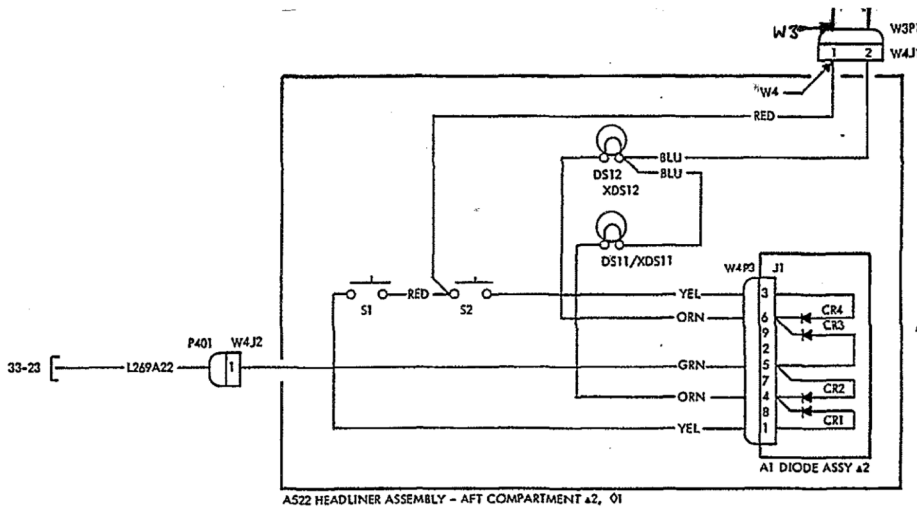 W3
W3P1
1 2
W4J1
W4
RED
BLU
DS12
XDS12
BLU
DS11/XDS11
W4P3 J1
RED
S1
S2
YEL
3
ORN
6
CR4
9
CR3
2
P401 W4J2
33-23
L269A22
1
GRN
5
7
ORN
4
CR2
8
CR1
YEL
1
A1 DIODE ASSY ▲2
A522 HEADLINER ASSEMBLY - AFT COMPARTMENT ▲2, 01